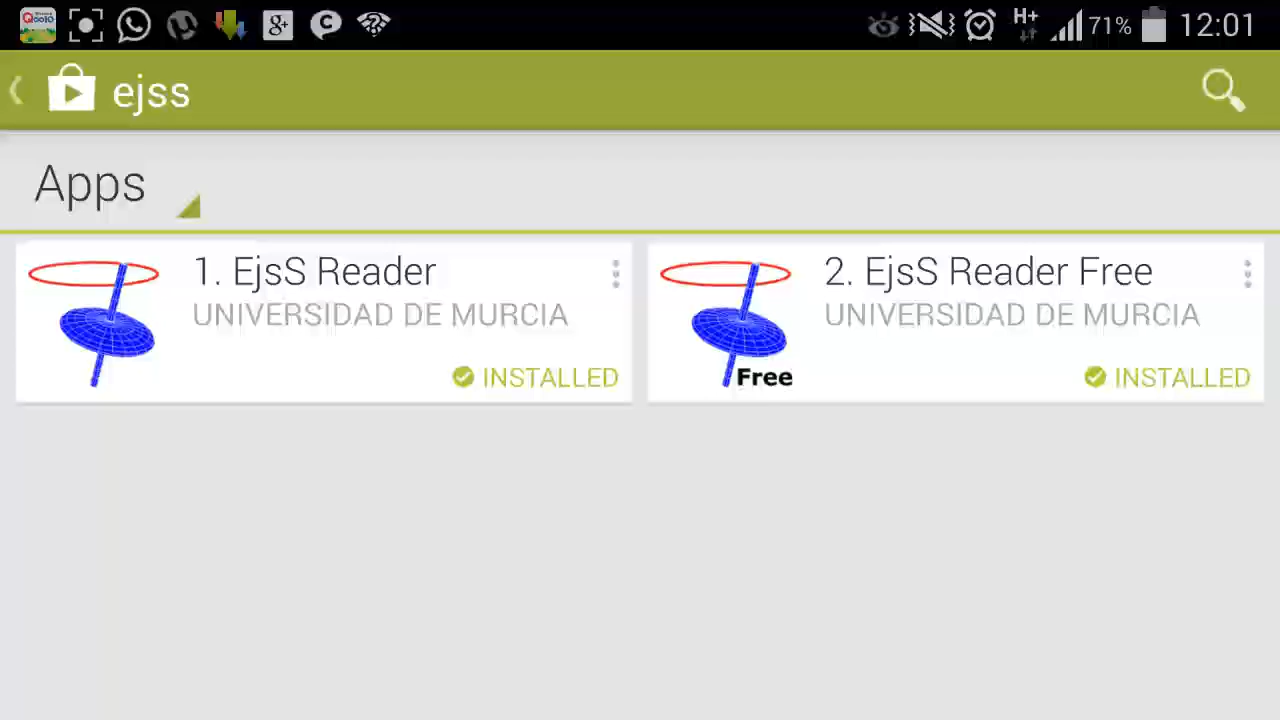 H+ 71% 12:01
ejss
Apps
1. EjsS Reader
UNIVERSIDAD DE MURCIA
INSTALLED
2. EjsS Reader Free
UNIVERSIDAD DE MURCIA
Free
INSTALLED